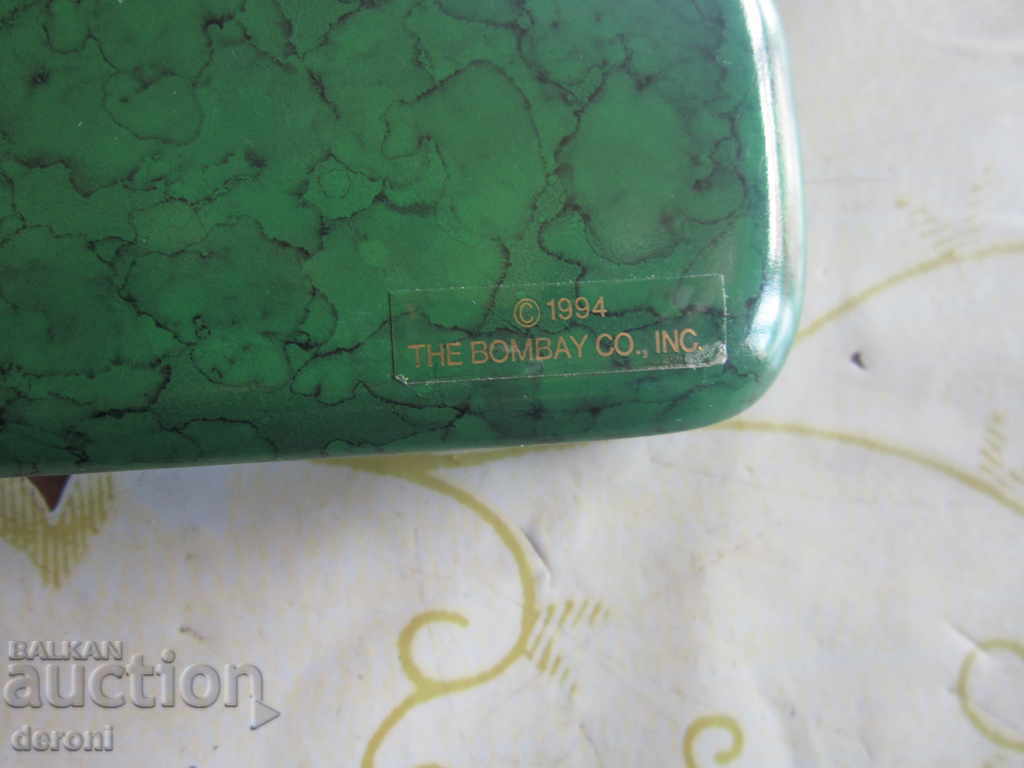 © 1994
THE BOMBAY CO., INC.
BALKAN
auction
deroni